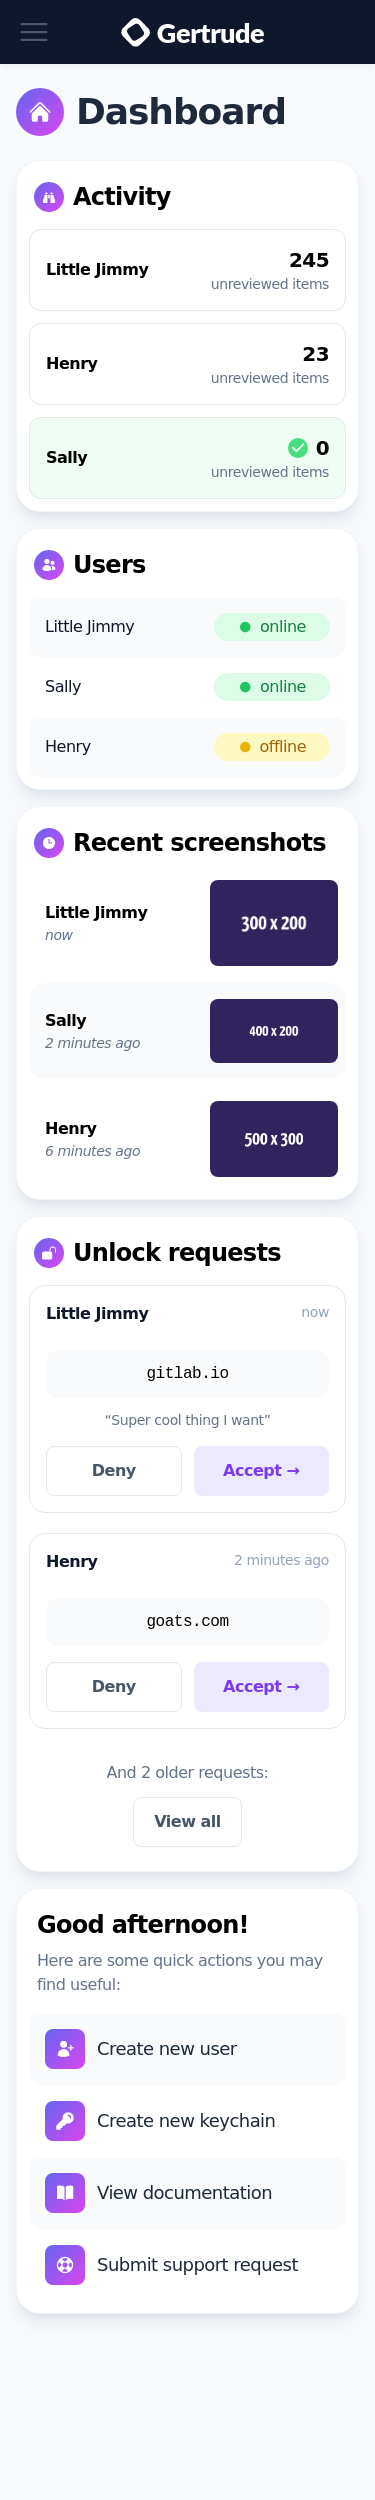 Gertrude
Dashboard
Activity
Little Jimmy
245
unreviewed items
Henry
23
unreviewed items
Sally
0
unreviewed items
Users
Little Jimmy
online
Sally
online
Henry
offline
Recent screenshots
Little Jimmy
now
300 x 200
Sally
2 minutes ago
400 x 200
Henry
6 minutes ago
500 x 300
Unlock requests
Little Jimmy
now
gitlab.io
“Super cool thing I want”
Deny
Accept →
Henry
2 minutes ago
goats.com
Deny
Accept →
And 2 older requests:
View all
Good afternoon!
Here are some quick actions you may
find useful:
Create new user
Create new keychain
View documentation
Submit support request